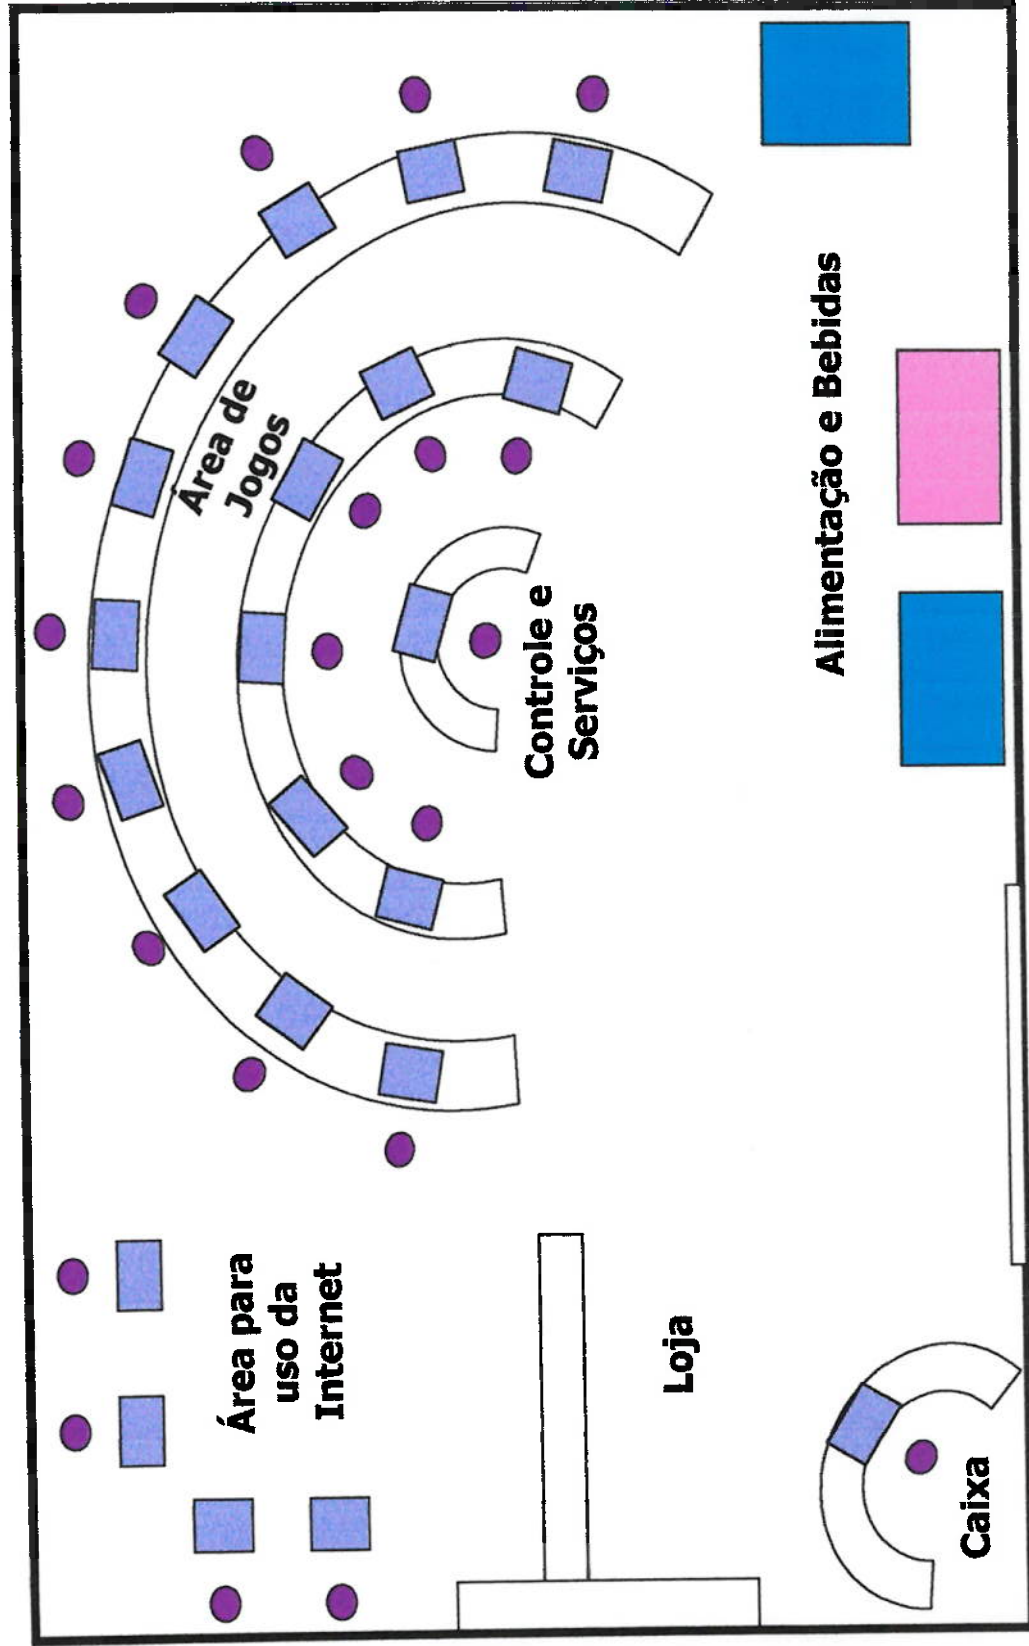 Área de
Jogos
Controle e
Serviços
Alimentação e Bebidas
Área para
uso da
Internet
Loja
Caixa